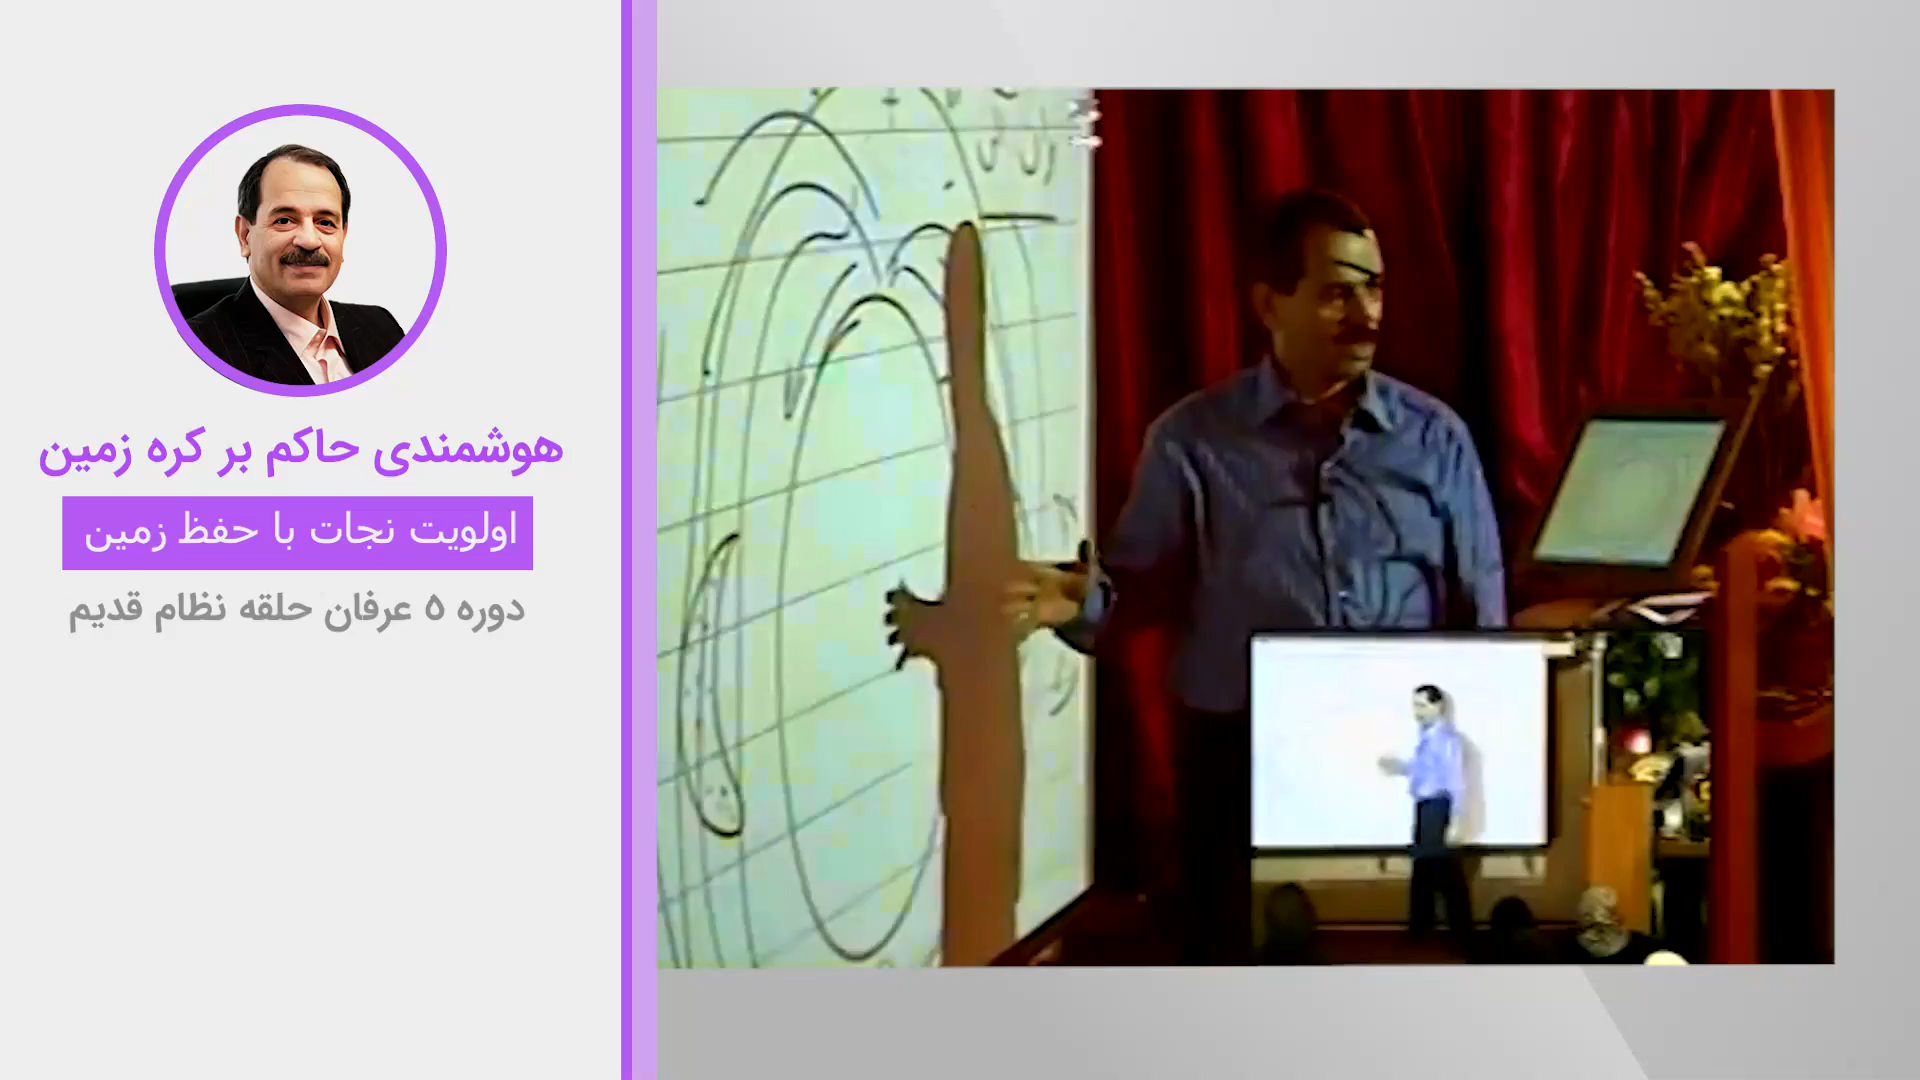 هوشمندی حاکم بر کره زمین
اولویت نجات با حفظ زمین
دوره ۵ عرفان حلقه نظام قدیم